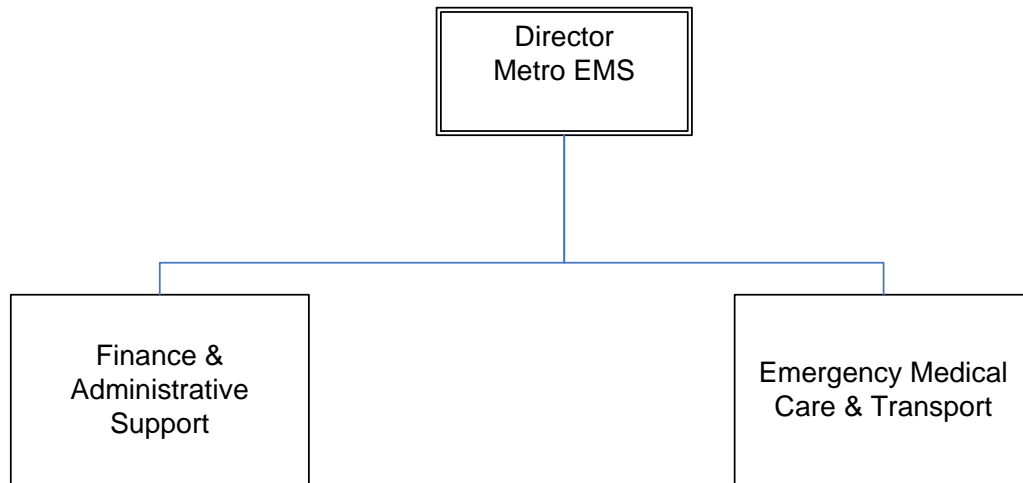 Director
Metro EMS
Finance &
Administrative
Support
Emergency Medical
Care & Transport